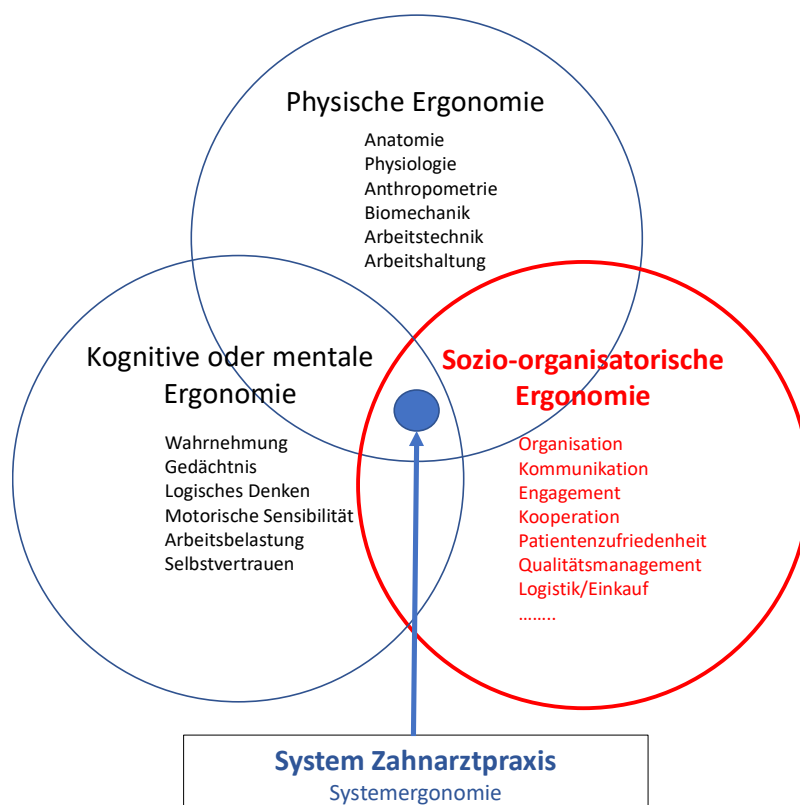 Physische Ergonomie
Anatomie
Physiologie
Anthropometrie
Biomechanik
Arbeitstechnik
Arbeitshaltung
Kognitive oder mentale
Ergonomie
Wahrnehmung
Gedächtnis
Logisches Denken
Motorische Sensibilität
Arbeitsbelastung
Selbstvertrauen
Sozio-organisatorische
Ergonomie
Organisation
Kommunikation
Engagement
Kooperation
Patientenzufriedenheit
Qualitätsmanagement
Logistik/Einkauf
........
System Zahnarztpraxis
Systemergonomie